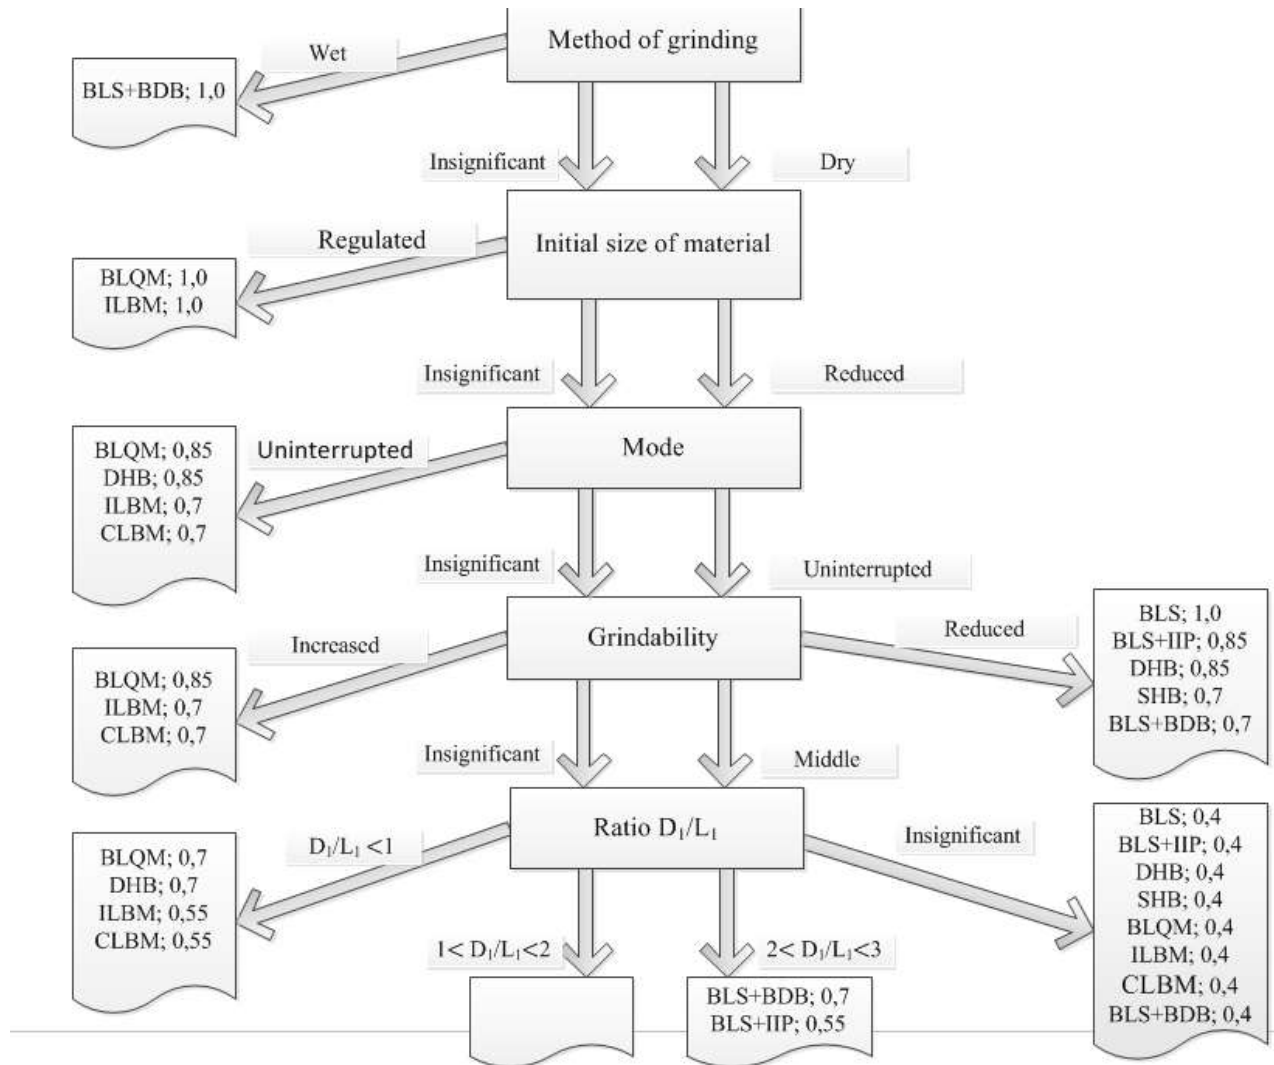 Method of grinding
Wet
BLS+BDB; 1,0
Insignificant
Dry
Initial size of material
Regulated
BLQM; 1,0
ILBM; 1,0
Insignificant
Reduced
Mode
Uninterrupted
BLQM; 0,85
DHB; 0,85
ILBM; 0,7
CLBM; 0,7
Insignificant
Uninterrupted
Grindability
Increased
BLQM; 0,85
ILBM; 0,7
CLBM; 0,7
Reduced
BLS; 1,0
BLS+IIP; 0,85
DHB; 0,85
SHB; 0,7
BLS+BDB; 0,7
Insignificant
Middle
Ratio D₁/L₁
D₁/L₁ <1
BLQM; 0,7
DHB; 0,7
ILBM; 0,55
CLBM; 0,55
Insignificant
BLS; 0,4
BLS+IIP; 0,4
DHB; 0,4
SHB; 0,4
BLQM; 0,4
ILBM; 0,4
CLBM; 0,4
BLS+BDB; 0,4
1< D₁/L₁<2
2< D₁/L₁<3
BLS+BDB; 0,7
BLS+IIP; 0,55